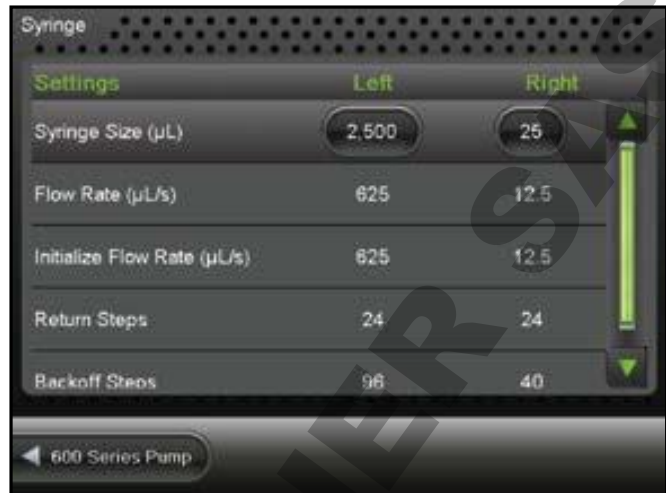 Syringe
Settings Left Right
Syringe Size (µL) 2,500 25
Flow Rate (µL/s) 625 12.5
Initialize Flow Rate (µL/s) 625 12.5
Return Steps 24 24
Backoff Steps 96 40
600 Series Pump